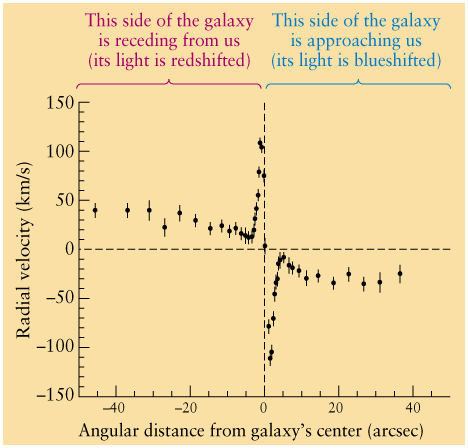 This side of the galaxy
is receding from us
(its light is redshifted)
This side of the galaxy
is approaching us
(its light is blueshifted)
Radial velocity (km/s)
150
100
50
0
−50
−100
−150
−40
−20
0
20
40
Angular distance from galaxy's center (arcsec)